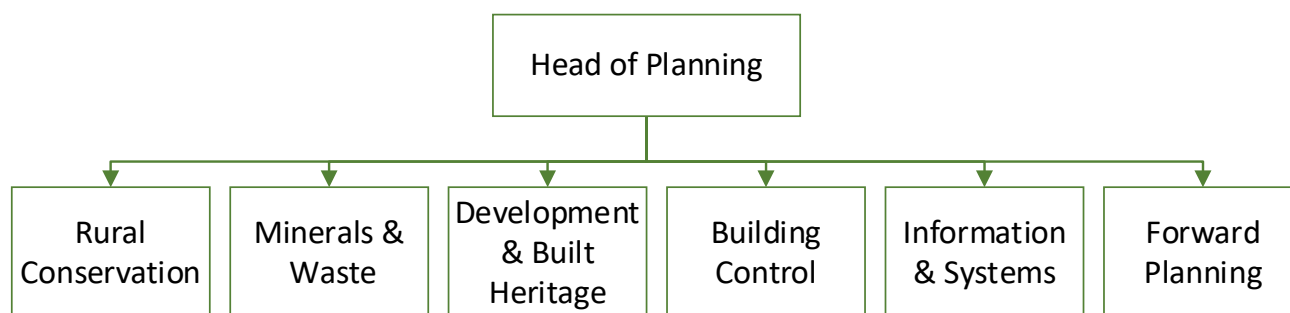 Head of Planning
Rural
Conservation
Minerals &
Waste
Development
& Built
Heritage
Building
Control
Information
& Systems
Forward
Planning